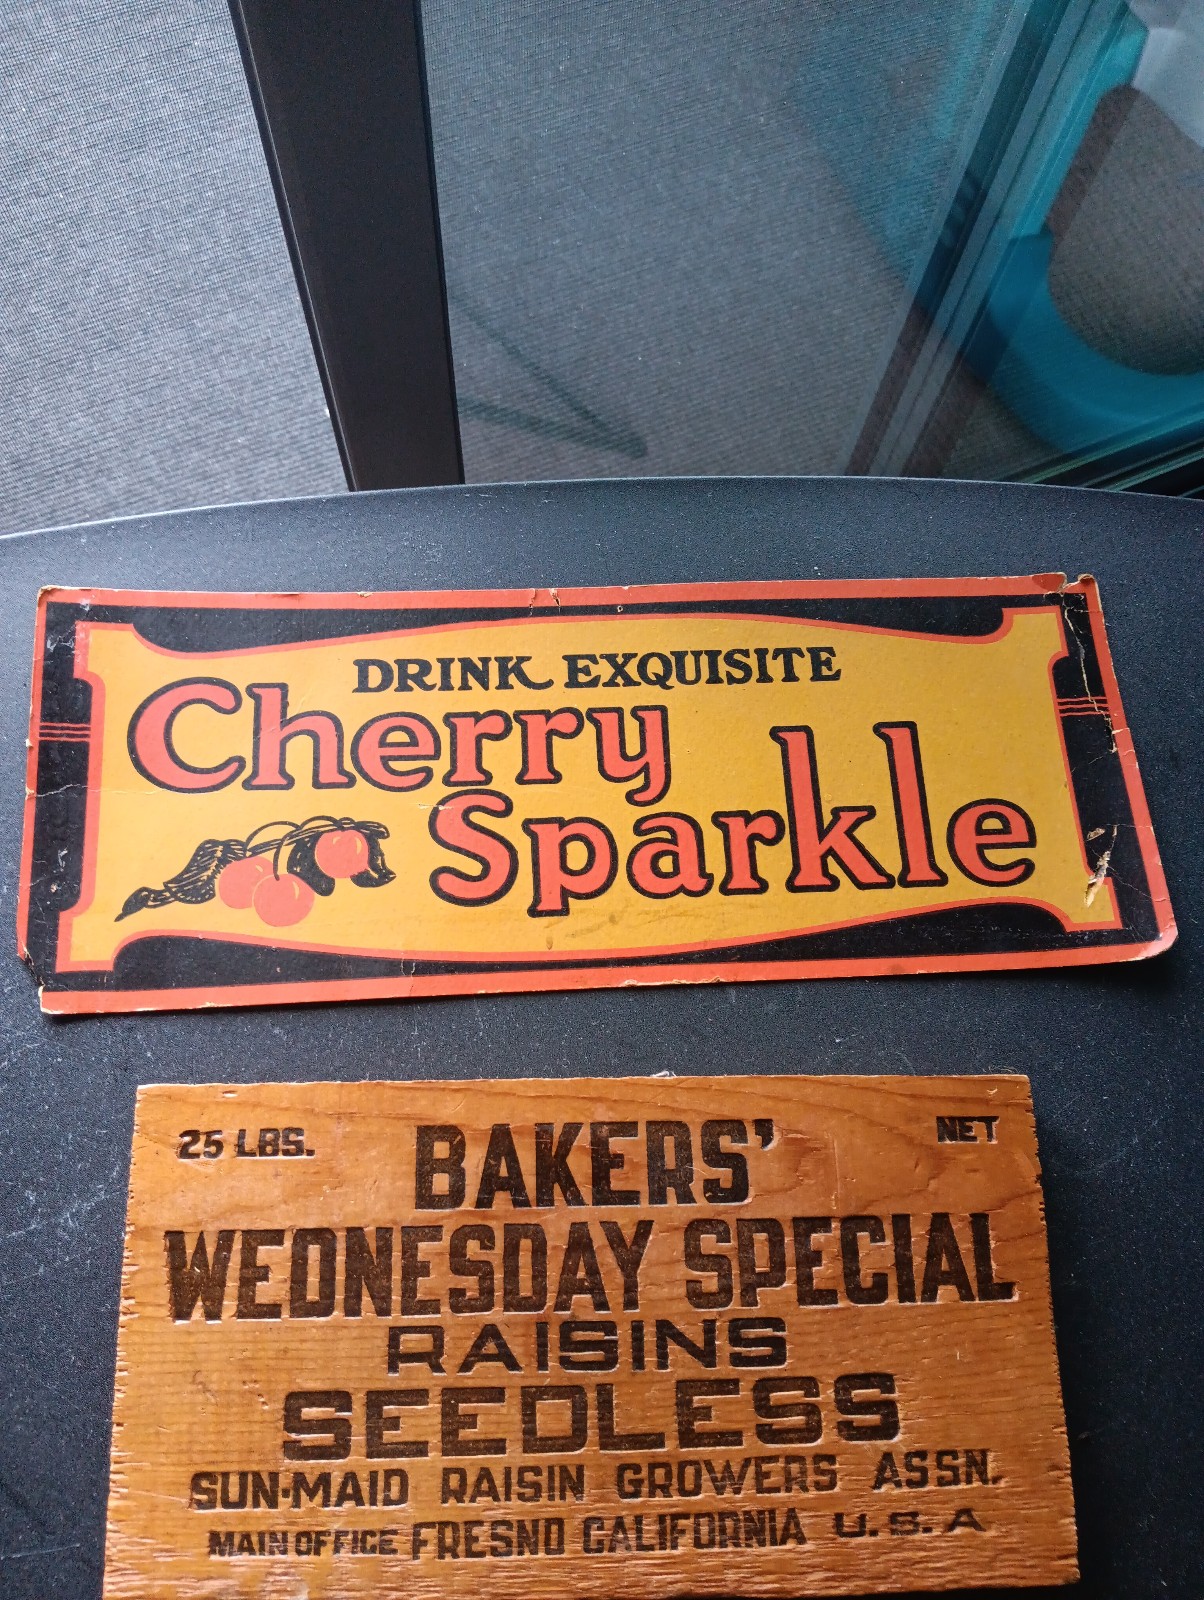 DRINK EXQUISITE
Cherry
Sparkle
25 LBS.
BAKERS'
NET
WEDNESDAY SPECIAL
RAISINS
SEEDLESS
SUN-MAID RAISIN GROWERS ASSN.
MAIN OFFICE FRESNO CALIFORNIA U.S.A